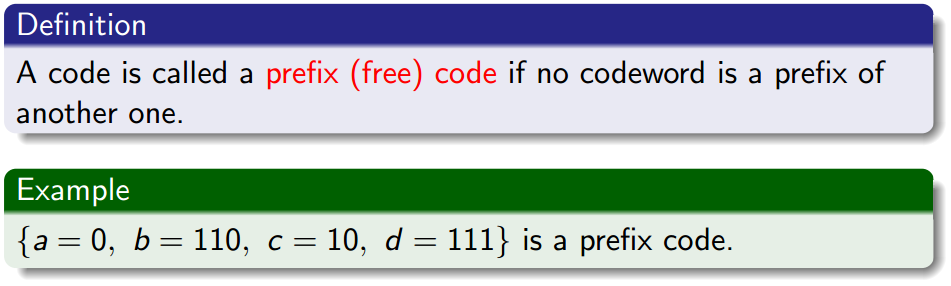 Definition
A code is called a prefix (free) code if no codeword is a prefix of
another one.
Example
{a = 0, b = 110, c = 10, d = 111} is a prefix code.